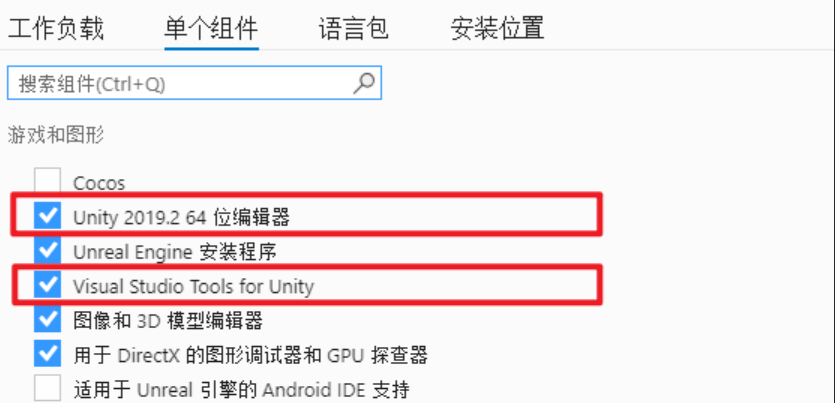 工作负载 单个组件 语言包 安装位置
搜索组件(Ctrl+Q)
游戏和图形
Cocos
Unity 2019.2 64 位编辑器
Unreal Engine 安装程序
Visual Studio Tools for Unity
图像和 3D 模型编辑器
用于 DirectX 的图形调试器和 GPU 探查器
适用于 Unreal 引擎的 Android IDE 支持